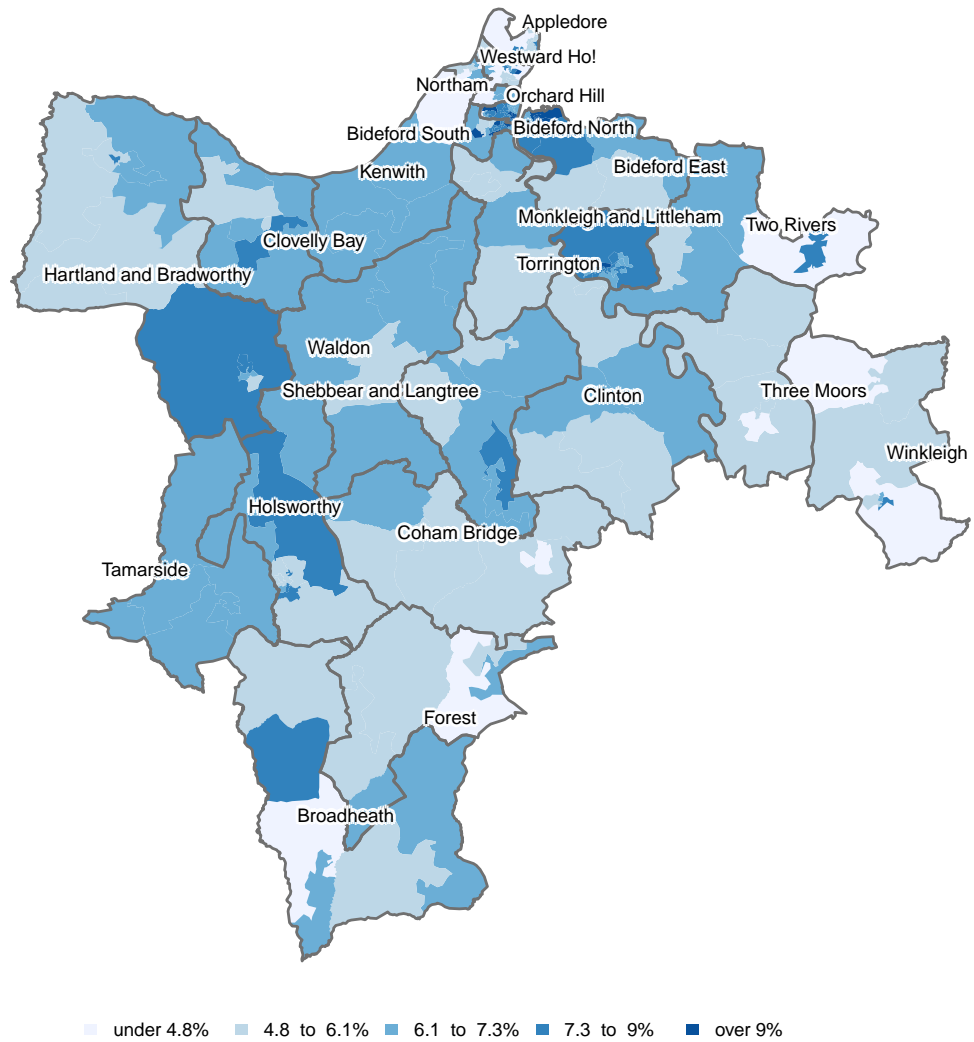 Appledore
Westward Ho!
Northam
Orchard Hill
Bideford South
Bideford North
Kenwith
Bideford East
Monkleigh and Littleham
Two Rivers
Clovelly Bay
Torrington
Hartland and Bradworthy
Waldon
Shebbear and Langtree
Clinton
Three Moors
Winkleigh
Holsworthy
Coham Bridge
Tamarside
Forest
Broadheath
under 4.8% 4.8 to 6.1% 6.1 to 7.3% 7.3 to 9% over 9%